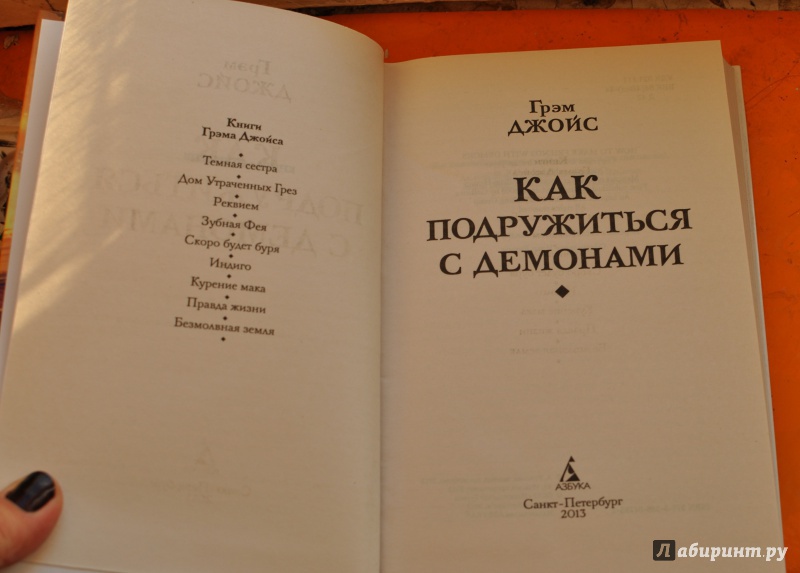 Книги
Грэма Джойса
Темная сестра
Дом Утраченных Грез
Реквием
Зубная Фея
Скоро будет буря
Индиго
Курение мака
Правда жизни
Безмолвная земля
Грэм
ДЖОЙС
КАК
ПОДРУЖИТЬСЯ
С ДЕМОНАМИ
АЗБУКА
Санкт-Петербург
2013
Лабиринт.ру